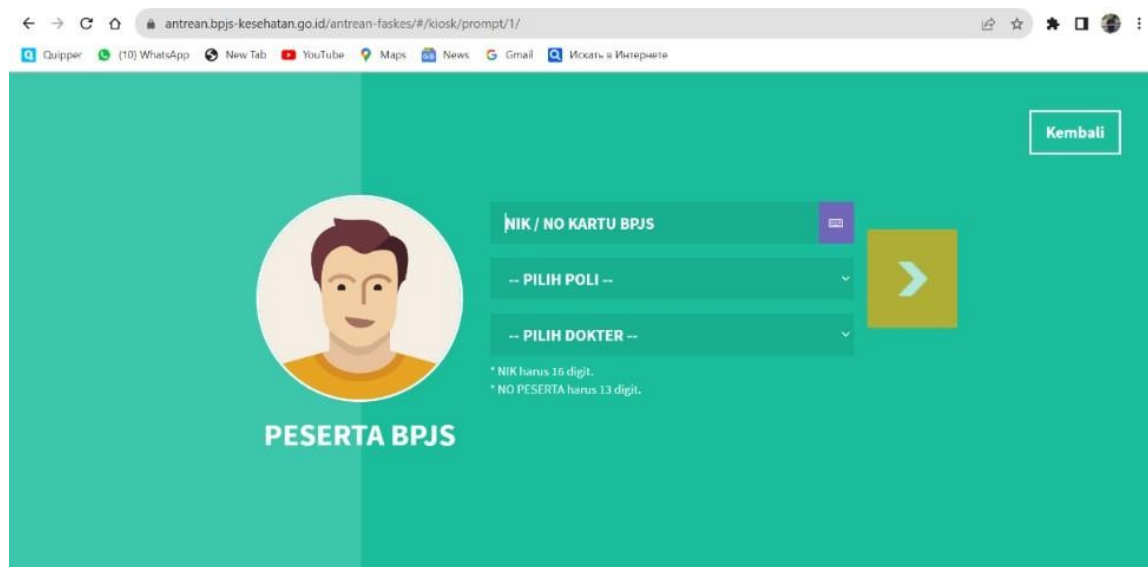 antrean.bpjs-kesehatan.go.id/antrean-faskes/#/kiosk/prompt/1/
Quipper (10) WhatsApp New Tab YouTube Maps News Gmail Искать в Интернете
Kembali
NIK / NO KARTU BPJS
-- PILIH POLI --
-- PILIH DOKTER --
* NIK harus 16 digit.
* NO PESERTA harus 13 digit.
PESERTA BPJS